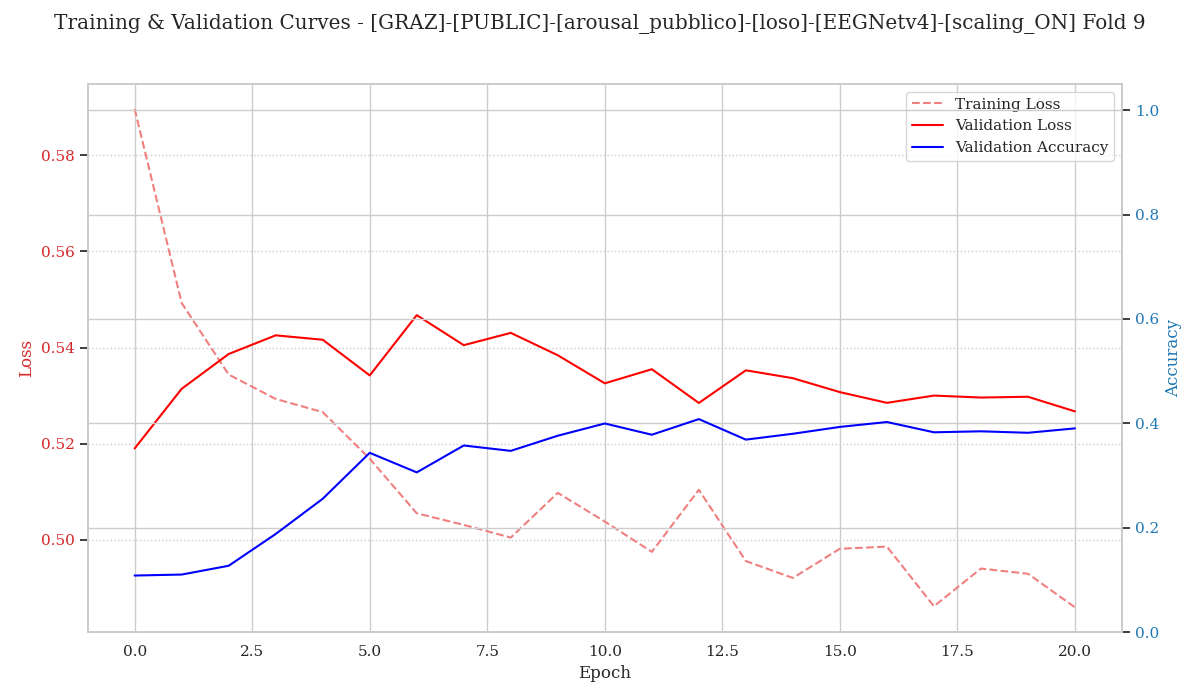 Training & Validation Curves - [GRAZ]-[PUBLIC]-[arousal_pubblico]-[loso]-[EEGNetv4]-[scaling_ON] Fold 9
Training Loss
Validation Loss
Validation Accuracy
Loss
0.58
0.56
0.54
0.52
0.50
1.0
0.8
0.6
0.4
0.2
0.0
Accuracy
0.0 2.5 5.0 7.5 10.0 12.5 15.0 17.5 20.0
Epoch